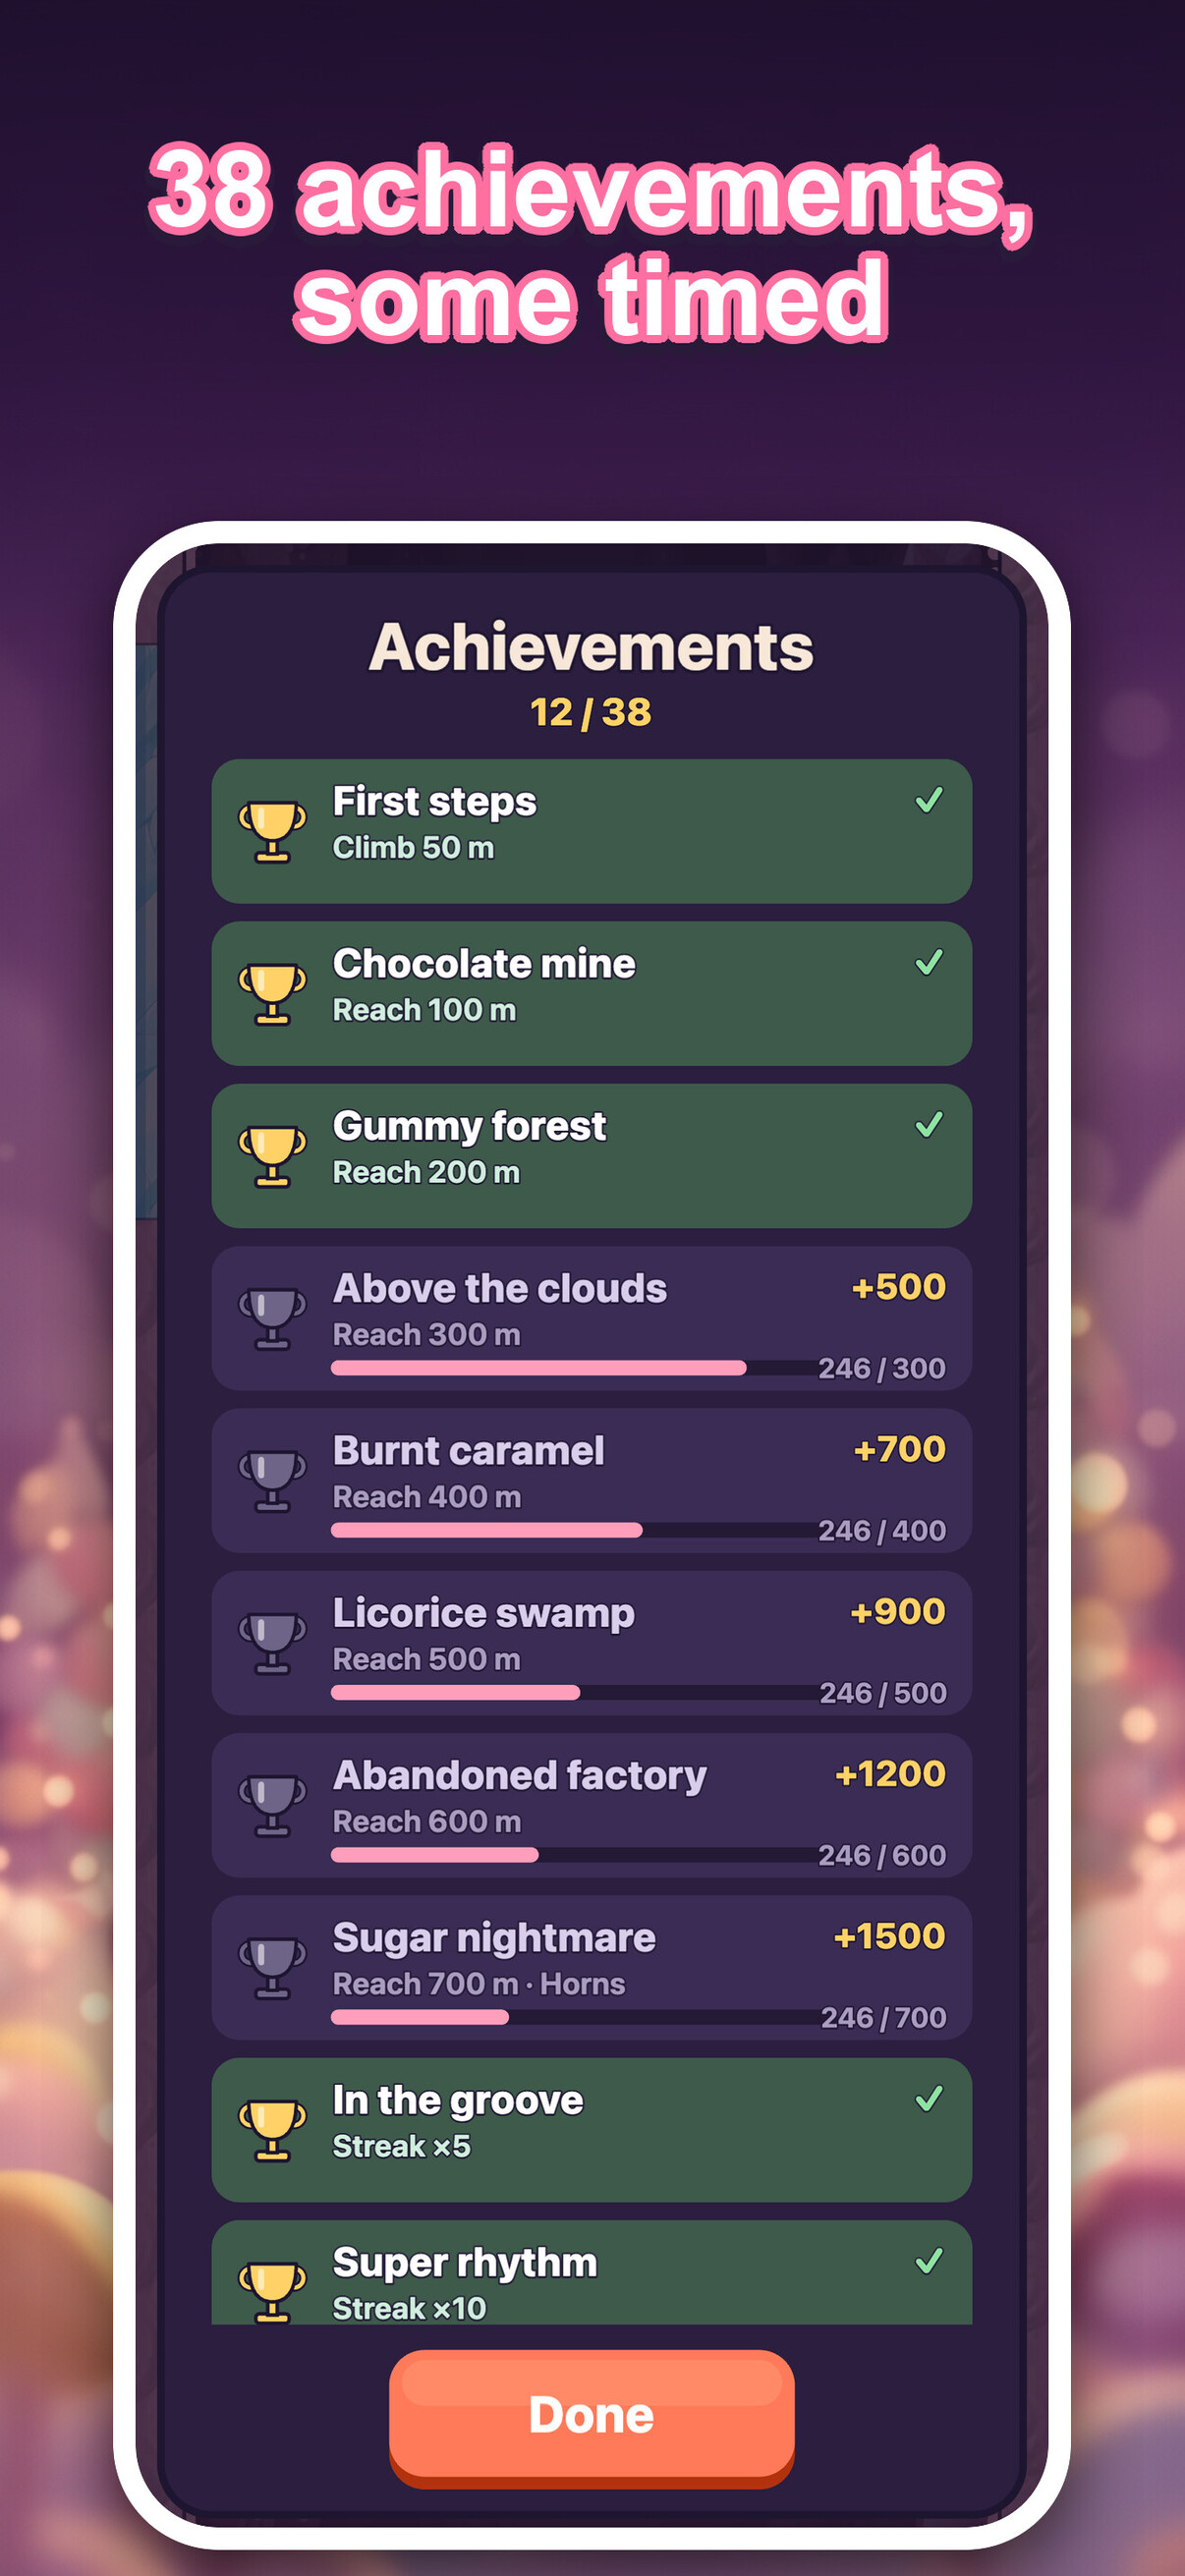 38 achievements,
some timed
Achievements
12 / 38
First steps
Climb 50 m
Chocolate mine
Reach 100 m
Gummy forest
Reach 200 m
Above the clouds
+500
Reach 300 m
246 / 300
Burnt caramel
+700
Reach 400 m
246 / 400
Licorice swamp
+900
Reach 500 m
246 / 500
Abandoned factory
+1200
Reach 600 m
246 / 600
Sugar nightmare
+1500
Reach 700 m · Horns
246 / 700
In the groove
Streak ×5
Super rhythm
Streak ×10
Done